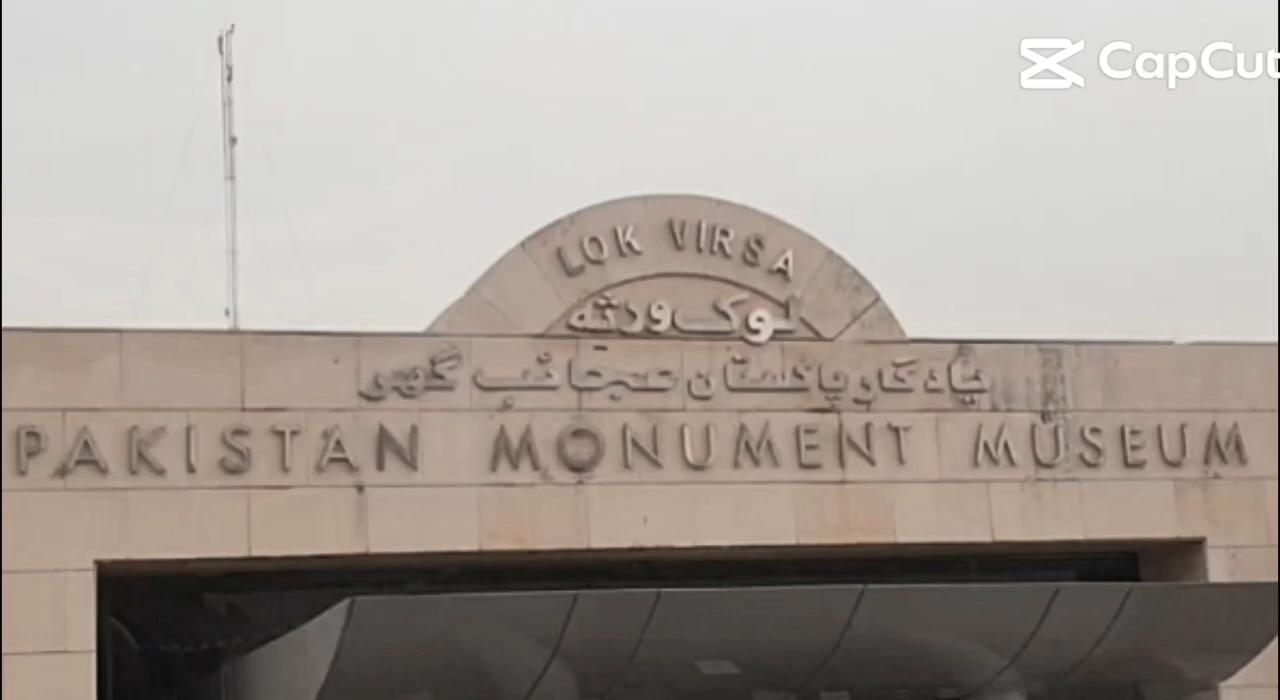 CapCut
LOK VIRSA
لوک ورثہ
یادگار پاکستان عجائب گھر
PAKISTAN MONUMENT MUSEUM